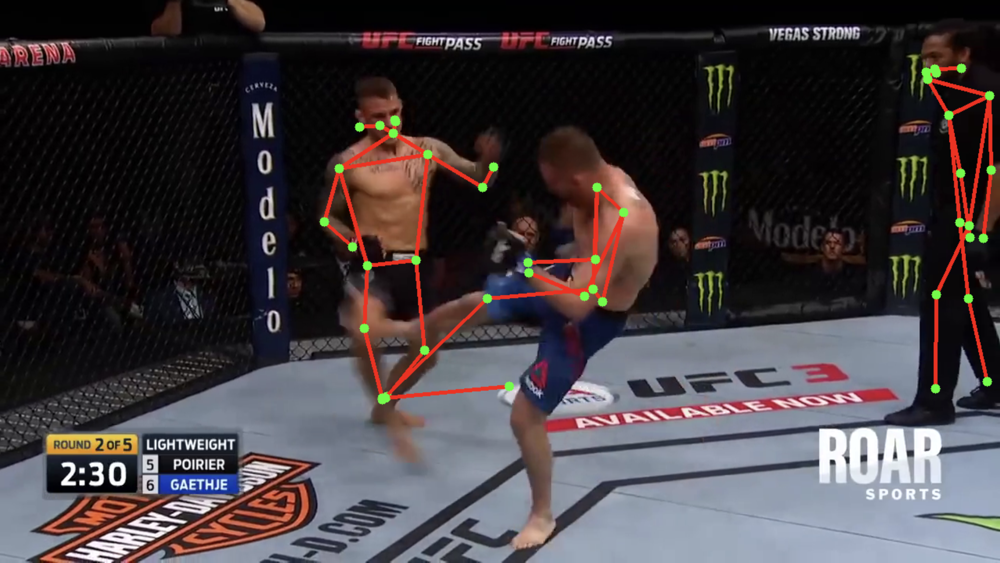 ARENA
UFC FIGHT PASS UFC FIGHT PASS
VEGAS STRONG
CERVEZA
Modelo
Modelo
UFC 3
AVAILABLE NOW
ROUND 2 OF 5
2:30
LIGHTWEIGHT
5 POIRIER
6 GAETHJE
ROAR
SPORTS
MOTOR
HARLEY-DAVIDSON
CYCLES
H-D.COM
UFC